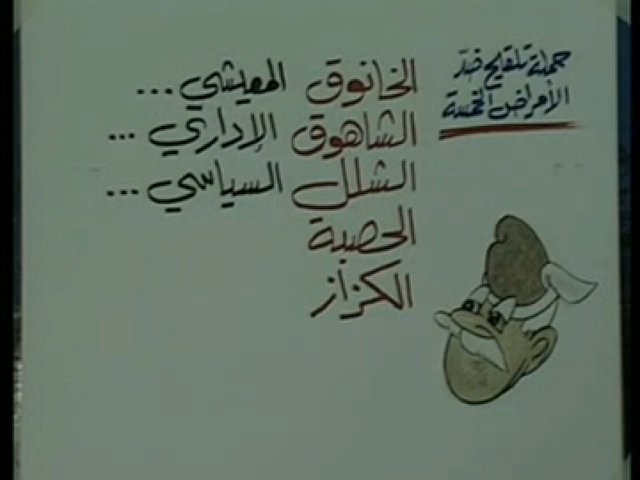 حملة تلقيح ضدّ
الأمراض الخمسة
الخانوق المعيشي ...
الشاهوق الإداري ...
الشلل السياسي ...
الحصبة
الكزاز